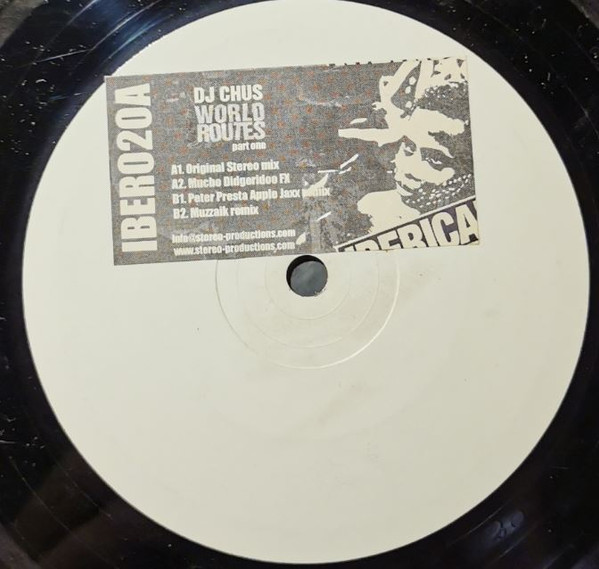 IBERO20A
DJ CHUS
WORLD
ROUTES
part one
A1. Original Stereo mix
A2. Mucho Didgeridoo FX
B1. Peter Presta Apple Jaxx remix
B2. Muzzaik remix
info@stereo-productions.com
www.stereo-productions.com
IBERICA